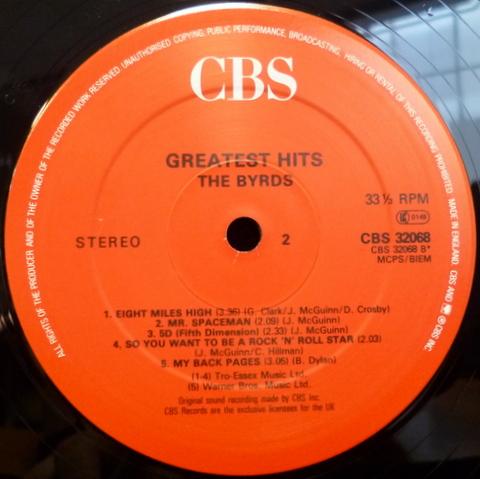 ALL RIGHTS OF THE PRODUCER AND OF THE OWNER OF THE RECORDED WORK RESERVED. UNAUTHORISED COPYING, PUBLIC PERFORMANCE, BROADCASTING, HIRING OR RENTAL OF THIS RECORDING PROHIBITED. MADE IN ENGLAND. CBS AND ℗ CBS INC.
CBS
GREATEST HITS
THE BYRDS
33⅓ RPM
0149
STEREO
2
CBS 32068
CBS 32068 B*
MCPS/BIEM
1. EIGHT MILES HIGH (3.36) (G. Clark/J. McGuinn/D. Crosby)
2. MR. SPACEMAN (2.09) (J. McGuinn)
3. 5D (Fifth Dimension) (2.33) (J. McGuinn)
4. SO YOU WANT TO BE A ROCK 'N' ROLL STAR (2.03)
(J. McGuinn/C. Hillman)
5. MY BACK PAGES (3.05) (B. Dylan)
(1-4) Tro-Essex Music Ltd.
(5) Warner Bros. Music Ltd.
Original sound recording made by CBS Inc.
CBS Records are the exclusive licensees for the UK